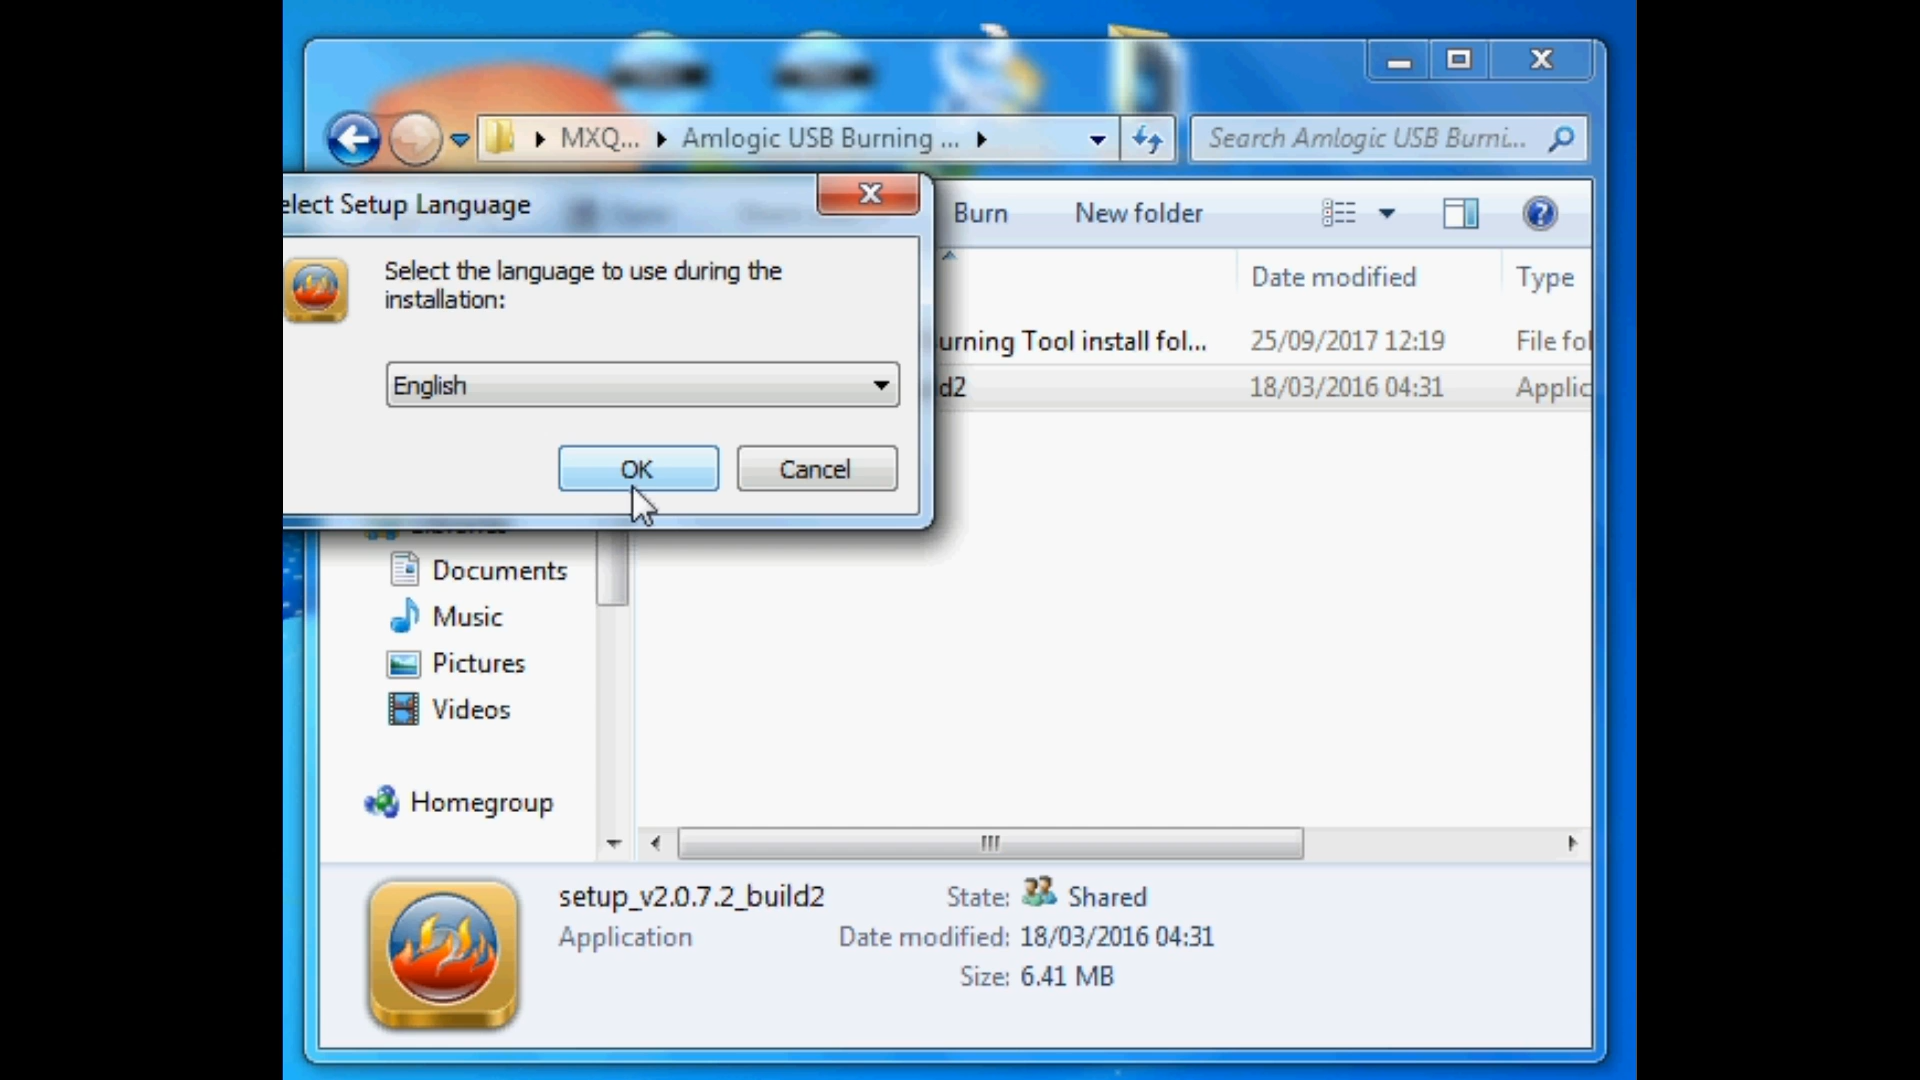 MXQ... Amlogic USB Burning ... Search Amlogic USB Burni...
elect Setup Language
Burn New folder
Select the language to use during the
installation:
English
OK Cancel
Date modified Type
urning Tool install fol... 25/09/2017 12:19 File fol
d2 18/03/2016 04:31 Applic
Documents
Music
Pictures
Videos
Homegroup
setup_v2.0.7.2_build2 State: Shared
Application Date modified: 18/03/2016 04:31
Size: 6.41 MB